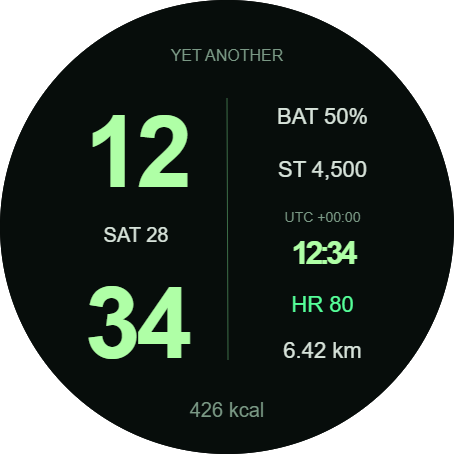 YET ANOTHER
12
SAT 28
34
BAT 50%
ST 4,500
UTC +00:00
12:34
HR 80
6.42 km
426 kcal